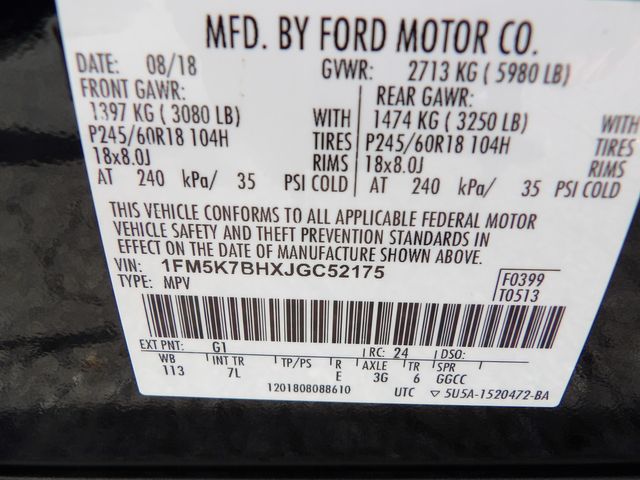 MFD. BY FORD MOTOR CO.
DATE: 08/18 GVWR: 2713 KG ( 5980 LB)
FRONT GAWR: REAR GAWR:
1397 KG ( 3080 LB) WITH 1474 KG ( 3250 LB) WITH
P245/60R18 104H TIRES P245/60R18 104H TIRES
18x8.0J RIMS 18x8.0J RIMS
AT 240 kPa/ 35 PSI COLD AT 240 kPa/ 35 PSI COLD
THIS VEHICLE CONFORMS TO ALL APPLICABLE FEDERAL MOTOR
VEHICLE SAFETY AND THEFT PREVENTION STANDARDS IN
EFFECT ON THE DATE OF MANUFACTURE SHOWN ABOVE.
VIN: 1FM5K7BHXJGC52175 F0399
TYPE: MPV T0513
EXT PNT: G1 RC: 24 DSO:
WB INT TR TP/PS R AXLE TR SPR
113 7L E 3G 6 GGCC
1201808088610 UTC ▽ 5U5A-1520472-BA